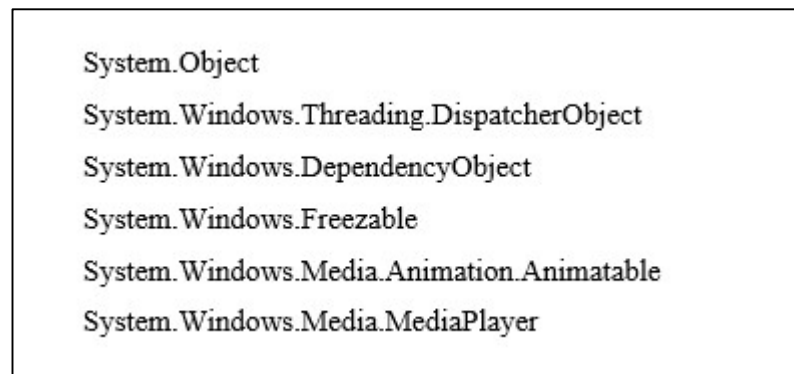 System.Object
System.Windows.Threading.DispatcherObject
System.Windows.DependencyObject
System.Windows.Freezable
System.Windows.Media.Animation.Animatable
System.Windows.Media.MediaPlayer